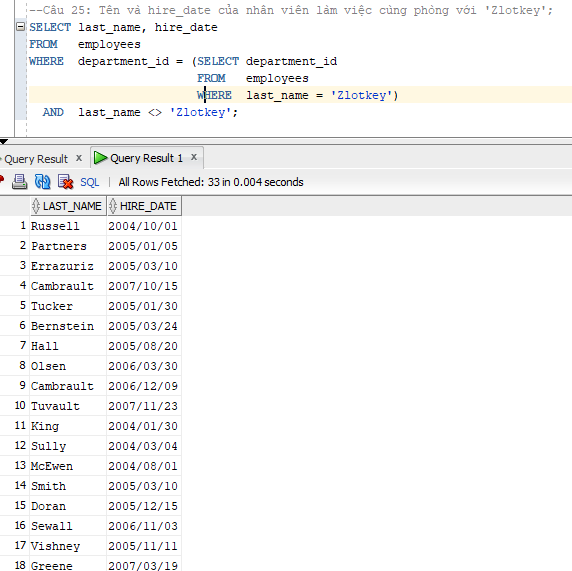 --Câu 25: Tên và hire_date của nhân viên làm việc cùng phòng với 'Zlotkey';
SELECT last_name, hire_date
FROM employees
WHERE department_id = (SELECT department_id
FROM employees
WHERE last_name = 'Zlotkey')
AND last_name <> 'Zlotkey';
Query Result x Query Result 1 x
SQL | All Rows Fetched: 33 in 0.004 seconds
LAST_NAME HIRE_DATE
1 Russell 2004/10/01
2 Partners 2005/01/05
3 Errazuriz 2005/03/10
4 Cambrault 2007/10/15
5 Tucker 2005/01/30
6 Bernstein 2005/03/24
7 Hall 2005/08/20
8 Olsen 2006/03/30
9 Cambrault 2006/12/09
10 Tuvault 2007/11/23
11 King 2004/01/30
12 Sully 2004/03/04
13 McEwen 2004/08/01
14 Smith 2005/03/10
15 Doran 2005/12/15
16 Sewall 2006/11/03
17 Vishney 2005/11/11
18 Greene 2007/03/19